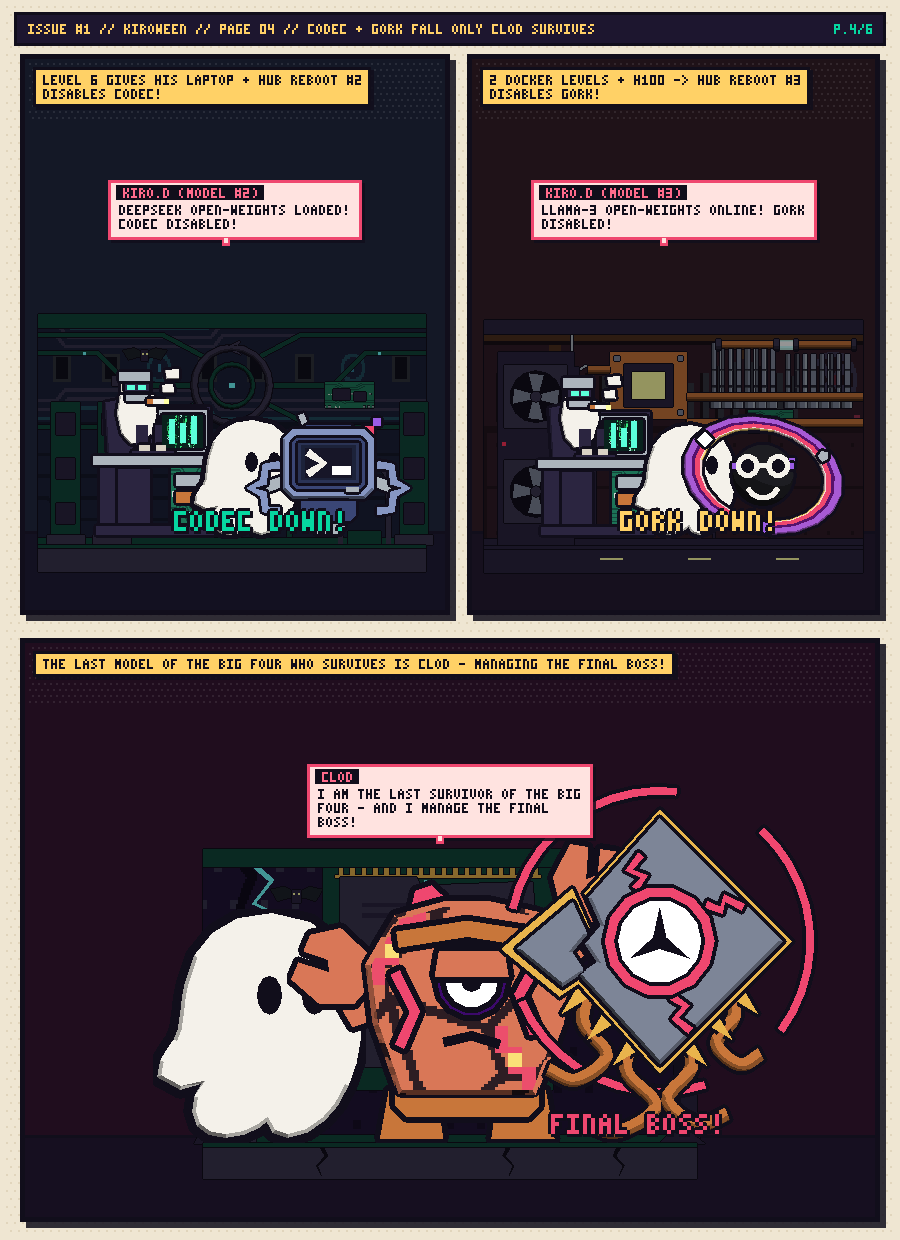 ISSUE #1 // KIROWEEN // PAGE 04 // CODEC + GORK FALL ONLY CLOD SURVIVES
P.4/6
LEVEL 6 GIVES HIS LAPTOP + HUB REBOOT #2
DISABLES CODEC!
KIRO.D (MODEL #2)
DEEPSEEK OPEN-WEIGHTS LOADED!
CODEC DISABLED!
>_
CODEC DOWN!
2 DOCKER LEVELS + H100 -> HUB REBOOT #3
DISABLES GORK!
KIRO.D (MODEL #3)
LLAMA-3 OPEN-WEIGHTS ONLINE! GORK
DISABLED!
GORK DOWN!
THE LAST MODEL OF THE BIG FOUR WHO SURVIVES IS CLOD - MANAGING THE FINAL BOSS!
CLOD
I AM THE LAST SURVIVOR OF THE BIG
FOUR - AND I MANAGE THE FINAL
BOSS!
FINAL BOSS!